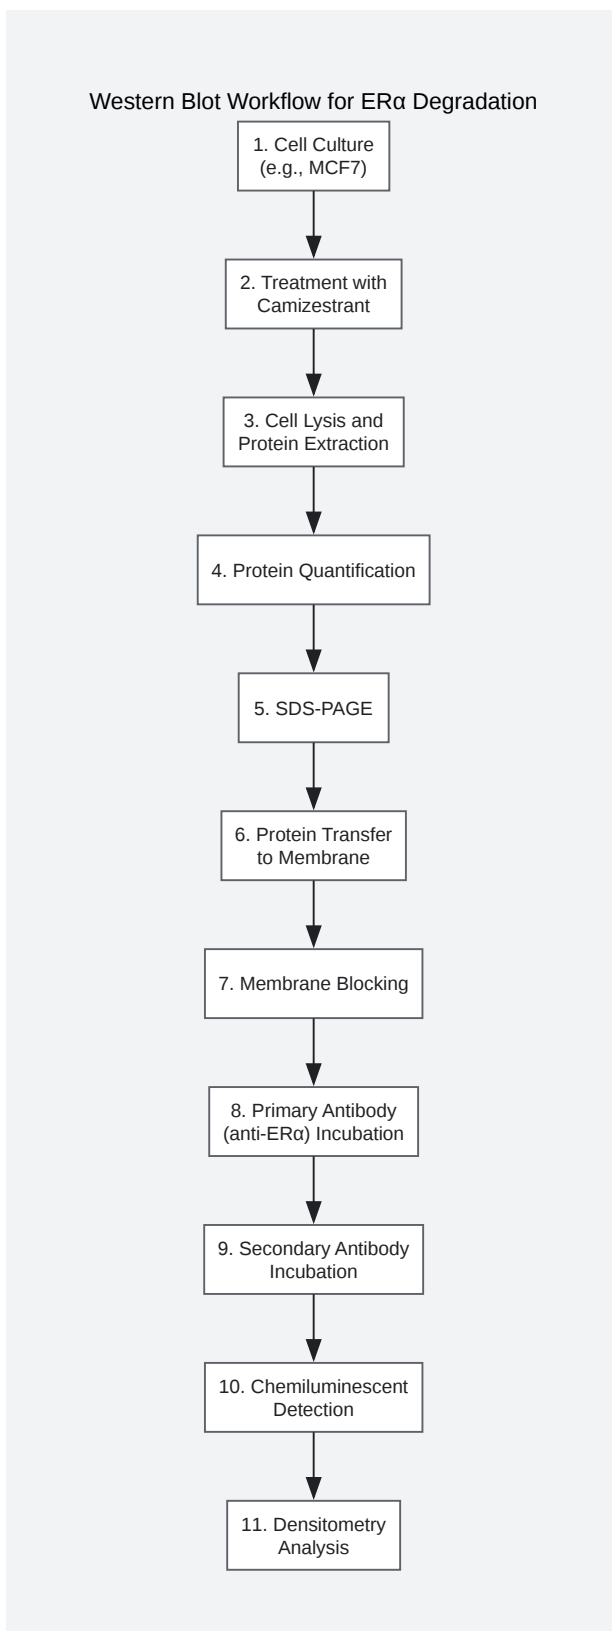 Western Blot Workflow for ERα Degradation
1. Cell Culture
(e.g., MCF7)
2. Treatment with
Camizestrant
3. Cell Lysis and
Protein Extraction
4. Protein Quantification
5. SDS-PAGE
6. Protein Transfer
to Membrane
7. Membrane Blocking
8. Primary Antibody
(anti-ERα) Incubation
9. Secondary Antibody
Incubation
10. Chemiluminescent
Detection
11. Densitometry
Analysis